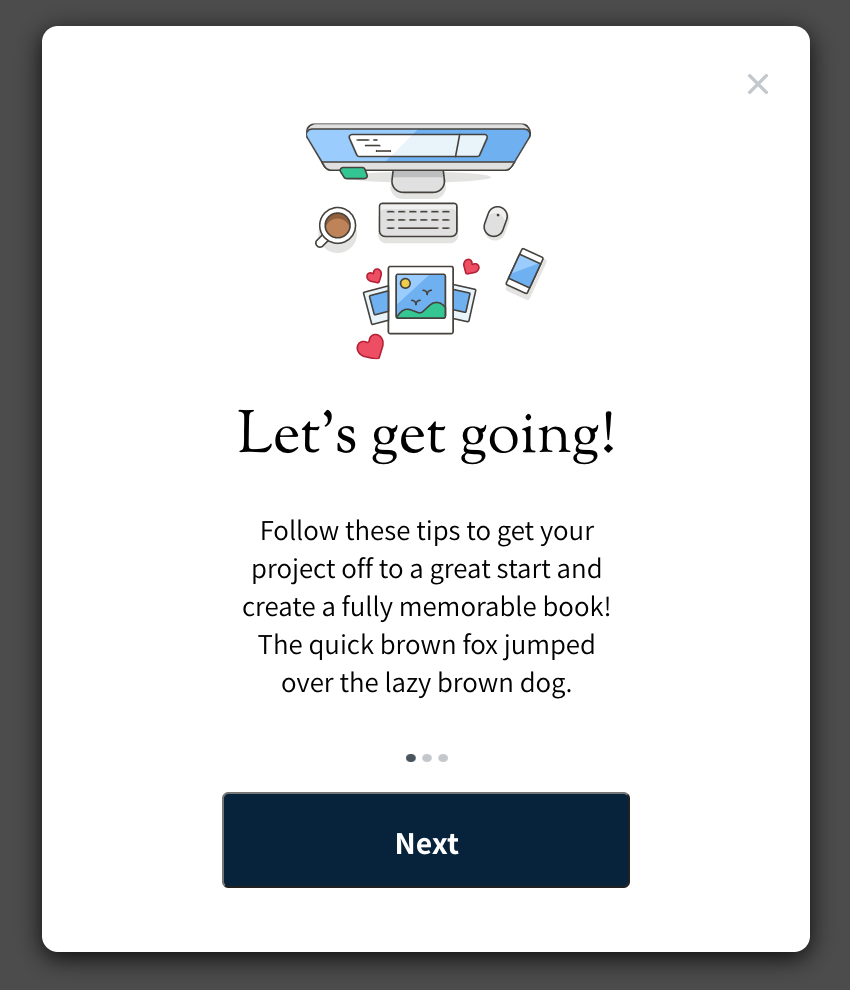 Let’s get going!
Follow these tips to get your
project off to a great start and
create a fully memorable book!
The quick brown fox jumped
over the lazy brown dog.
Next